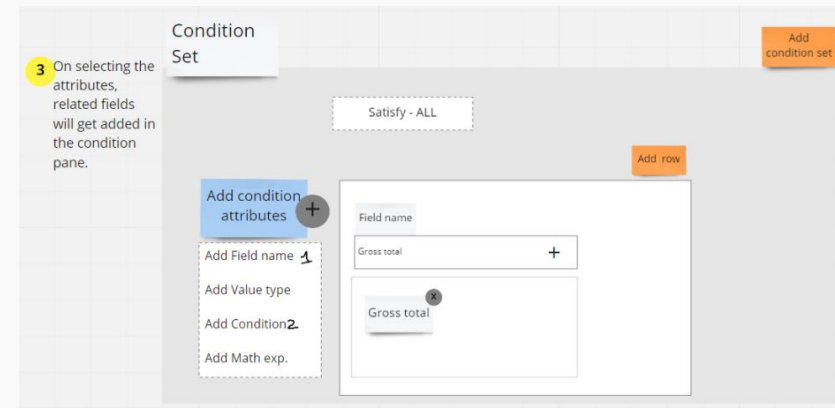 Condition
Set
Add
condition set
3
On selecting the
attributes,
related fields
will get added in
the condition
pane.
Satisfy - ALL
Add row
Add condition
attributes
+
Add Field name 1
Add Value type
Add Condition 2
Add Math exp.
Field name
Gross total +
x
Gross total